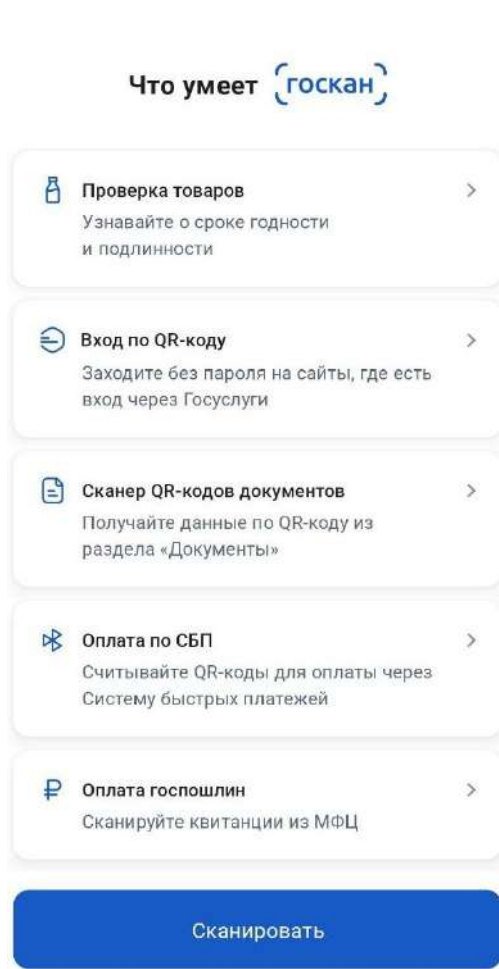 Что умеет госкан
Проверка товаров
Узнавайте о сроке годности
и подлинности
Вход по QR-коду
Заходите без пароля на сайты, где есть
вход через Госуслуги
Сканер QR-кодов документов
Получайте данные по QR-коду из
раздела «Документы»
Оплата по СБП
Считывайте QR-коды для оплаты через
Систему быстрых платежей
Оплата госпошлин
Сканируйте квитанции из МФЦ
Сканировать